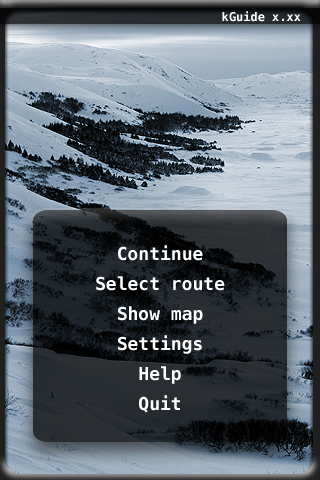 kGuide x.xx
Continue
Select route
Show map
Settings
Help
Quit